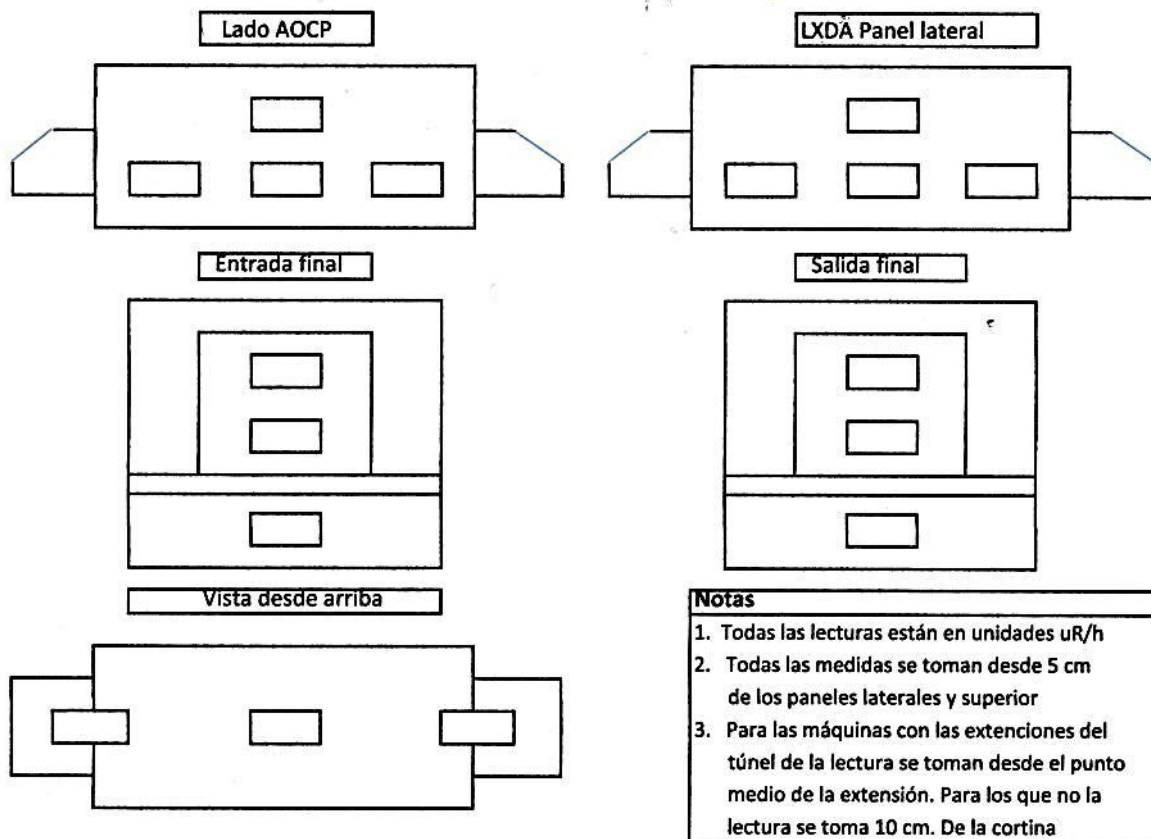 Lado AOCP
LXDA Panel lateral
Entrada final
Salida final
Vista desde arriba
Notas
1. Todas las lecturas están en unidades uR/h
2. Todas las medidas se toman desde 5 cm
de los paneles laterales y superior
3. Para las máquinas con las extenciones del
túnel de la lectura se toman desde el punto
medio de la extensión. Para los que no la
lectura se toma 10 cm. De la cortina